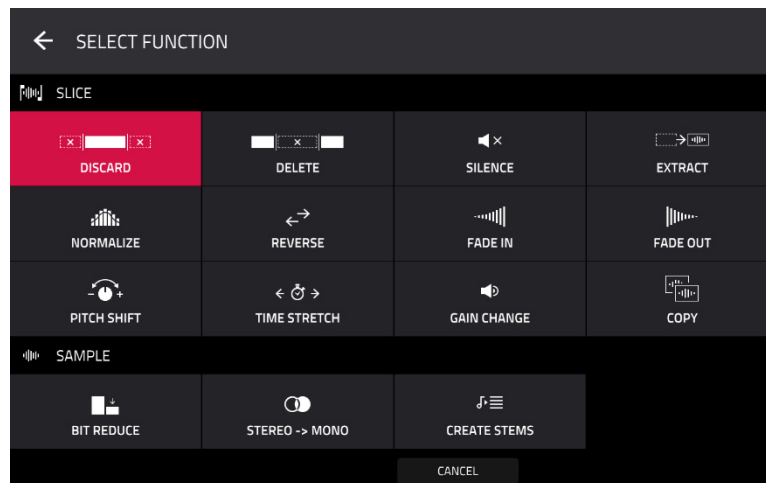 SELECT FUNCTION
SLICE
DISCARD DELETE SILENCE EXTRACT
NORMALIZE REVERSE FADE IN FADE OUT
PITCH SHIFT TIME STRETCH GAIN CHANGE COPY
SAMPLE
BIT REDUCE STEREO -> MONO CREATE STEMS
CANCEL